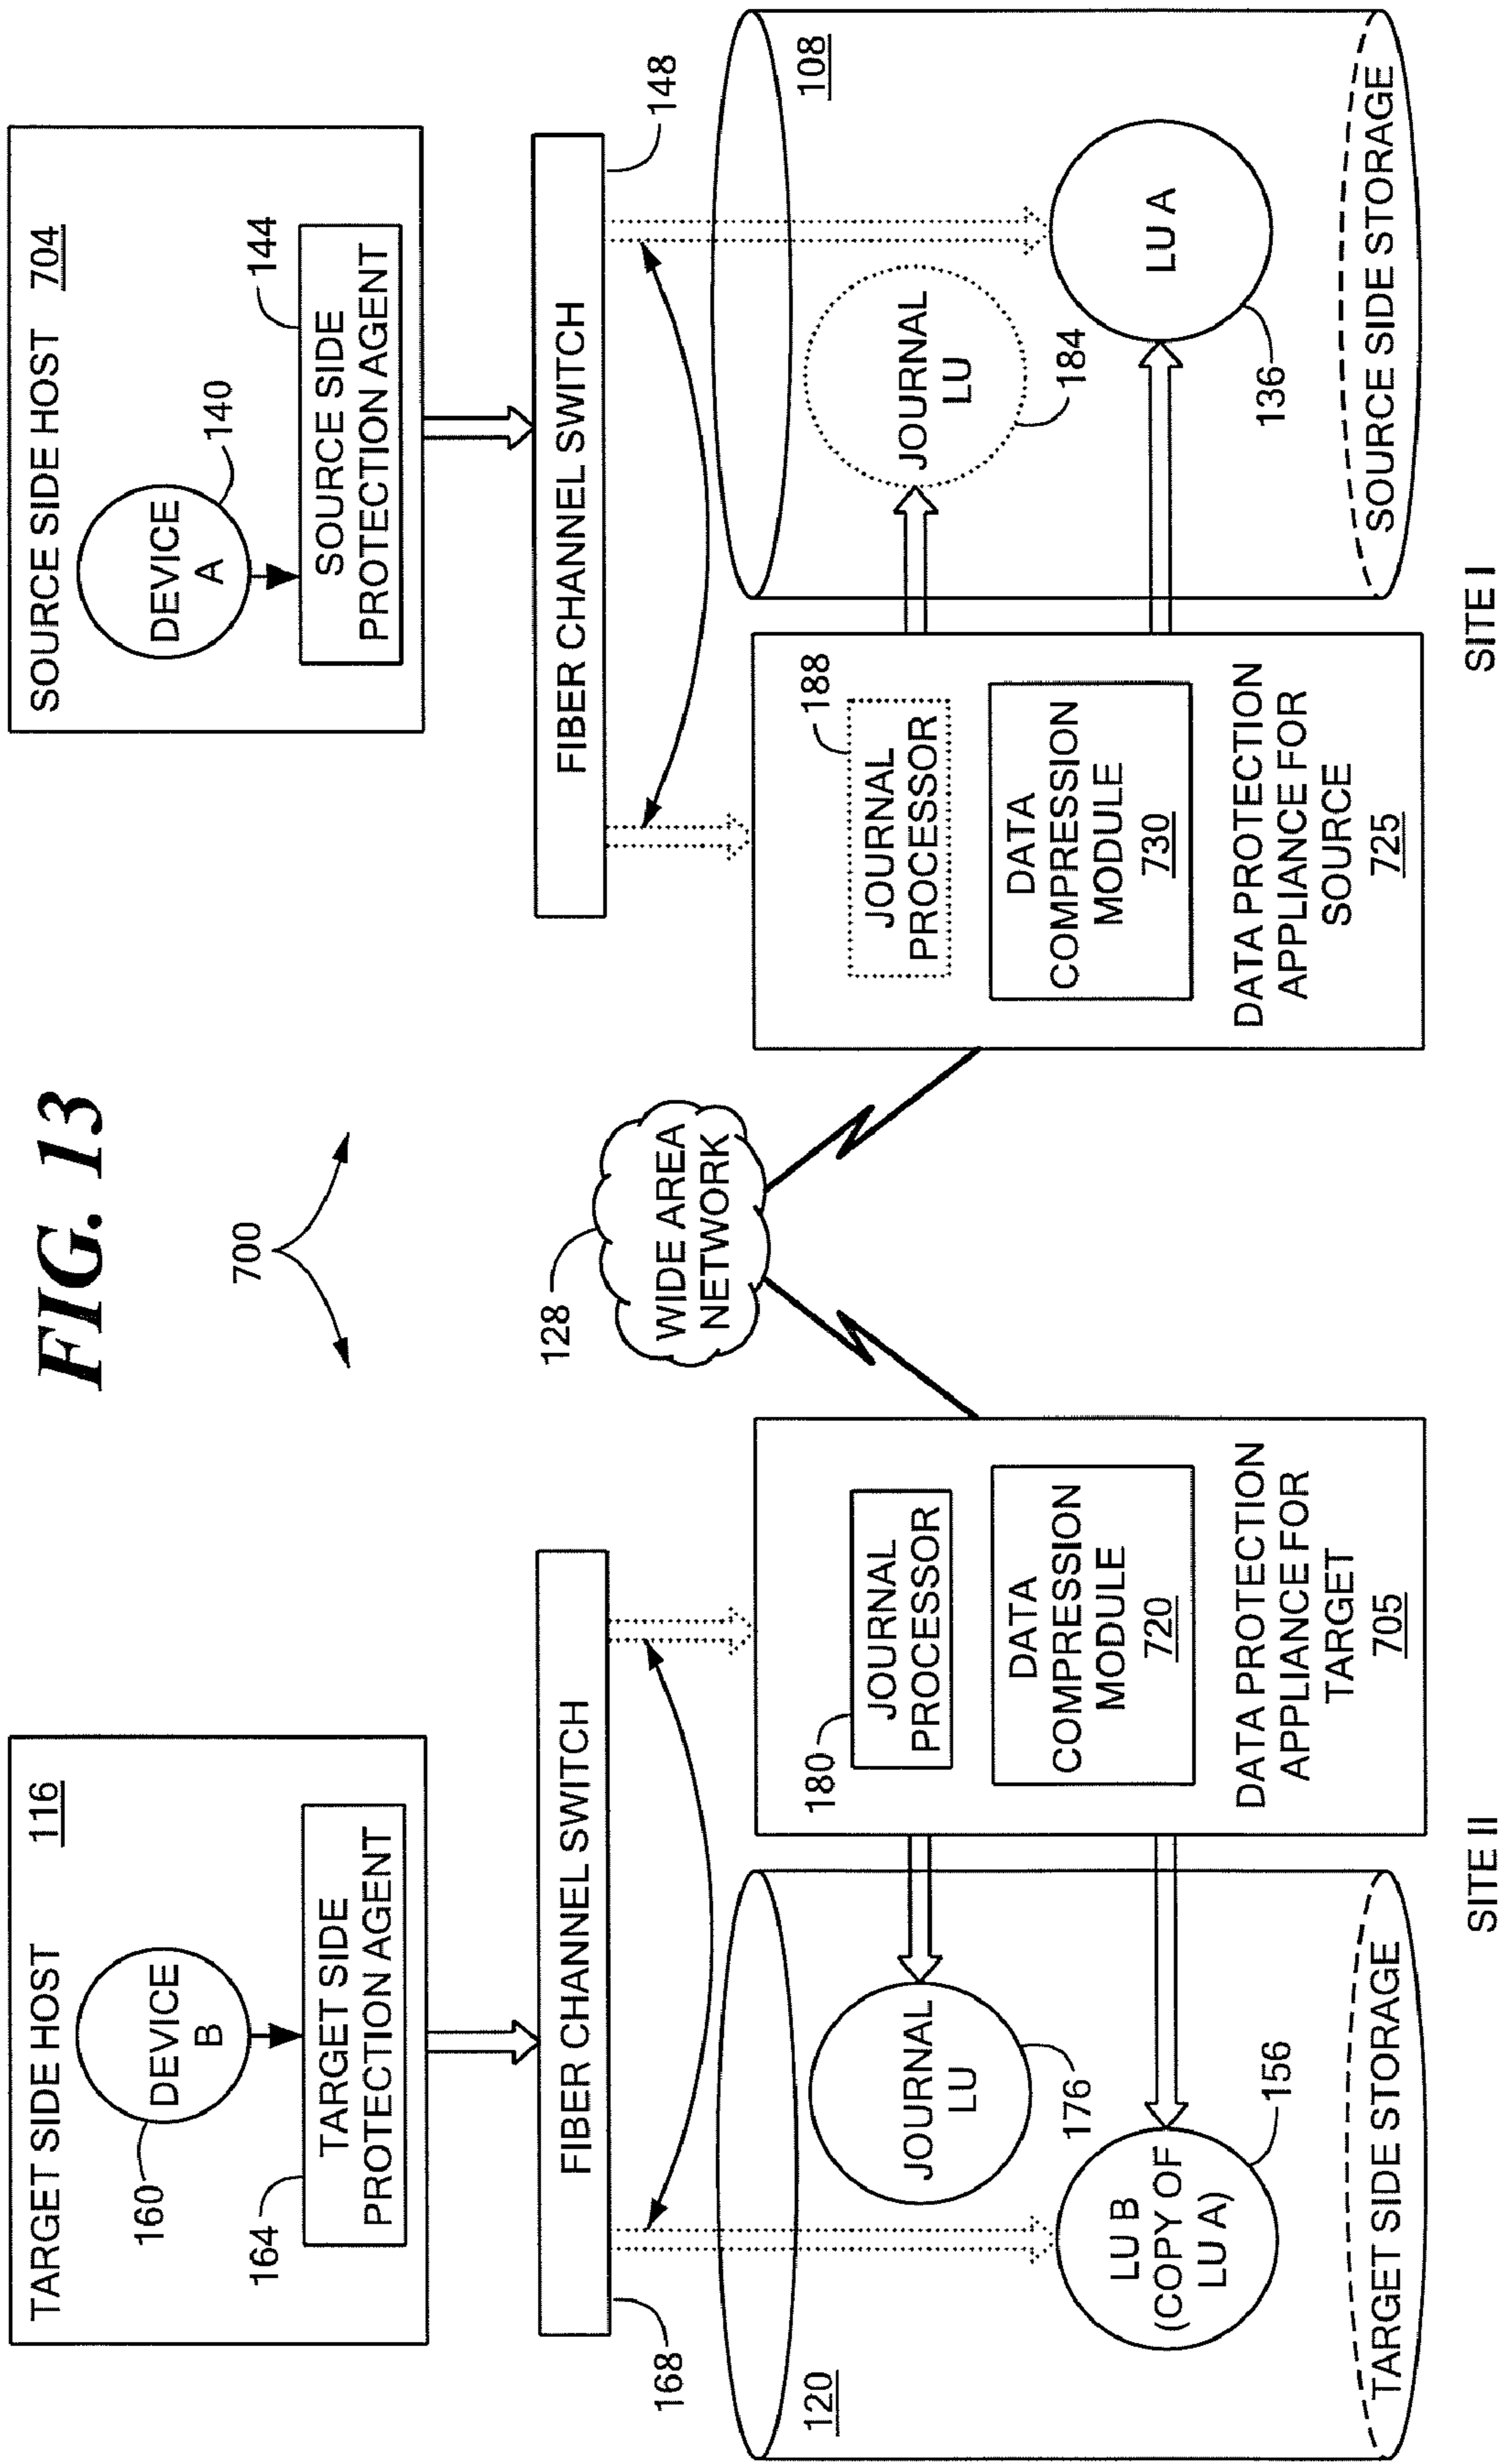 FIG. 13
700
TARGET SIDE HOST 116
DEVICE
B
160
TARGET SIDE
PROTECTION AGENT
164
FIBER CHANNEL SWITCH
168
120
JOURNAL
LU
176
LU B
(COPY OF
LU A)
156
TARGET SIDE STORAGE
180
JOURNAL
PROCESSOR
DATA
COMPRESSION
MODULE
720
DATA PROTECTION
APPLIANCE FOR
TARGET
705
SITE II
128
WIDE AREA
NETWORK
SOURCE SIDE HOST 704
DEVICE
A
140
144
SOURCE SIDE
PROTECTION AGENT
FIBER CHANNEL SWITCH
148
188
JOURNAL
PROCESSOR
DATA
COMPRESSION
MODULE
730
DATA PROTECTION
APPLIANCE FOR
SOURCE
725
108
JOURNAL
LU
184
LU A
136
SOURCE SIDE STORAGE
SITE I